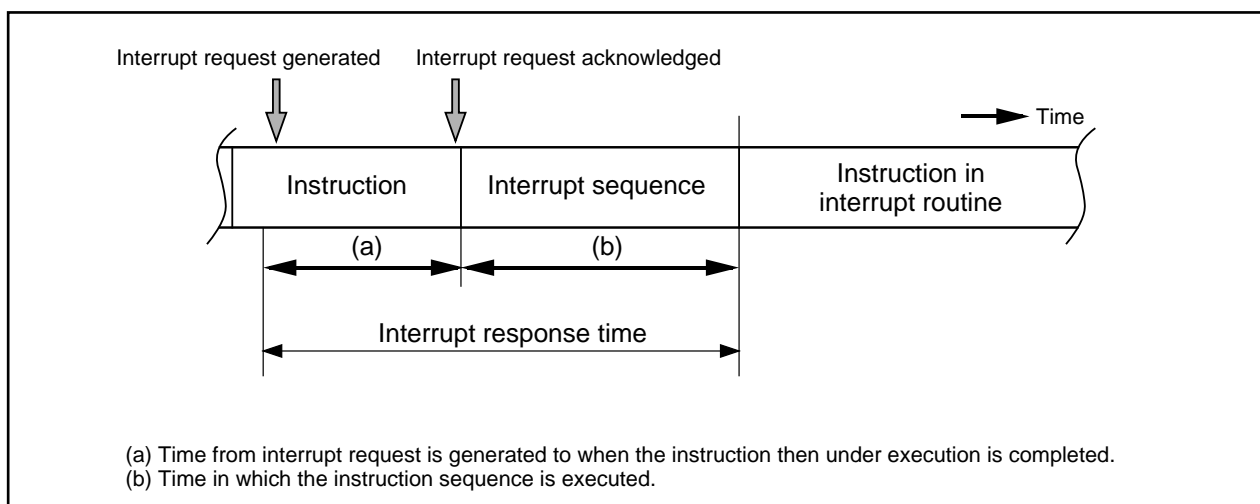 Interrupt request generated
Interrupt request acknowledged
Time
Instruction
Interrupt sequence
Instruction in
interrupt routine
(a)
(b)
Interrupt response time
(a) Time from interrupt request is generated to when the instruction then under execution is completed.
(b) Time in which the instruction sequence is executed.